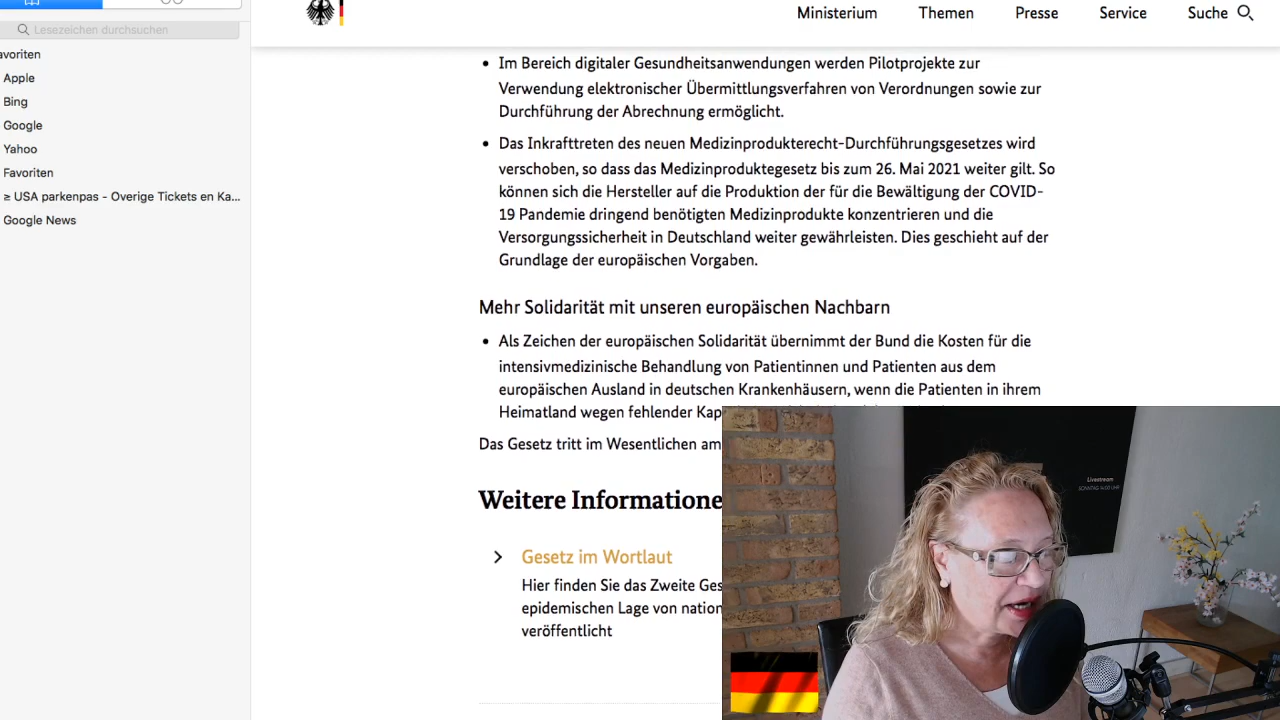 Ministerium Themen Presse Service Suche
Lesezeichen durchsuchen
avoriten
Apple
Bing
Google
Yahoo
Favoriten
≥ USA parkenpas - Overige Tickets en Ka...
Google News
Im Bereich digitaler Gesundheitsanwendungen werden Pilotprojekte zur
Verwendung elektronischer Übermittlungsverfahren von Verordnungen sowie zur
Durchführung der Abrechnung ermöglicht.
Das Inkrafttreten des neuen Medizinprodukterecht-Durchführungsgesetzes wird
verschoben, so dass das Medizinproduktegesetz bis zum 26. Mai 2021 weiter gilt. So
können sich die Hersteller auf die Produktion der für die Bewältigung der COVID-
19 Pandemie dringend benötigten Medizinprodukte konzentrieren und die
Versorgungssicherheit in Deutschland weiter gewährleisten. Dies geschieht auf der
Grundlage der europäischen Vorgaben.
Mehr Solidarität mit unseren europäischen Nachbarn
Als Zeichen der europäischen Solidarität übernimmt der Bund die Kosten für die
intensivmedizinische Behandlung von Patientinnen und Patienten aus dem
europäischen Ausland in deutschen Krankenhäusern, wenn die Patienten in ihrem
Heimatland wegen fehlender Kap
Das Gesetz tritt im Wesentlichen am
Weitere Informatione
Gesetz im Wortlaut
Hier finden Sie das Zweite Ges
epidemischen Lage von nation
veröffentlicht
Livestream
SONNTAG 14:00 UHR